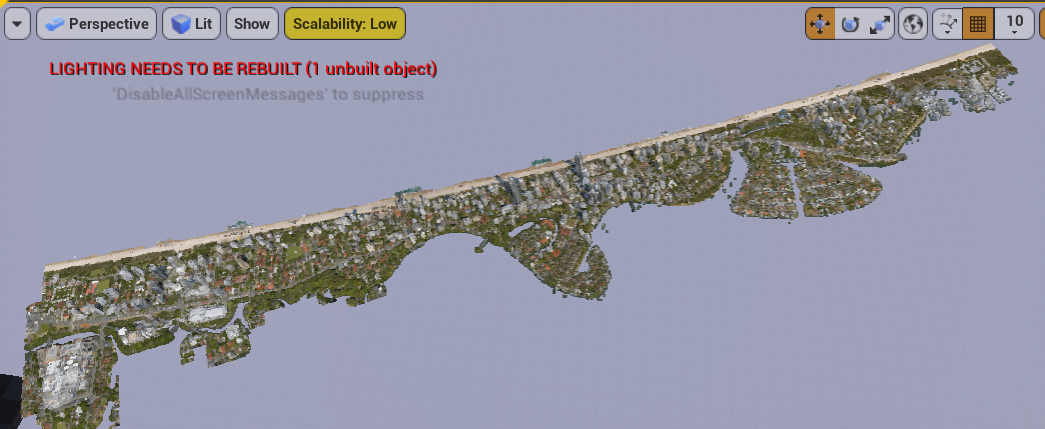 Perspective
Lit
Show
Scalability: Low
10
LIGHTING NEEDS TO BE REBUILT (1 unbuilt object)
'DisableAllScreenMessages' to suppress